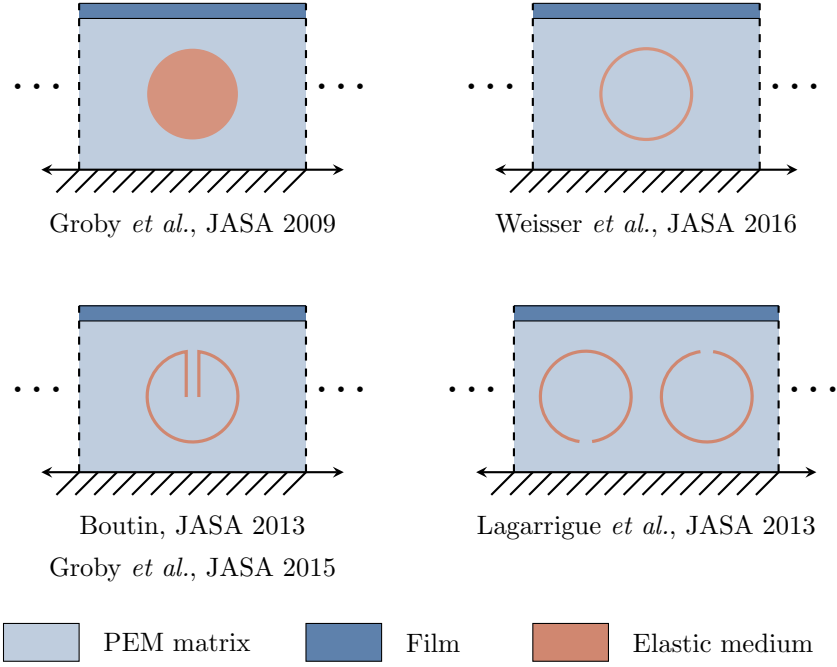 Groby et al., JASA 2009
Weisser et al., JASA 2016
Boutin, JASA 2013
Groby et al., JASA 2015
Lagarrigue et al., JASA 2013
PEM matrix
Film
Elastic medium